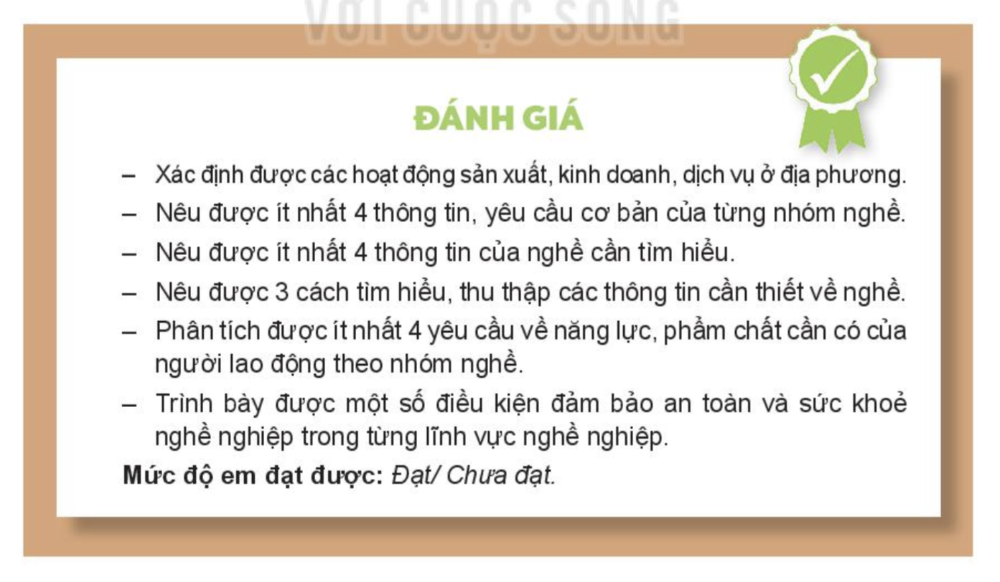 VỚI CUỘC SỐNG
ĐÁNH GIÁ
– Xác định được các hoạt động sản xuất, kinh doanh, dịch vụ ở địa phương.
– Nêu được ít nhất 4 thông tin, yêu cầu cơ bản của từng nhóm nghề.
– Nêu được ít nhất 4 thông tin của nghề cần tìm hiểu.
– Nêu được 3 cách tìm hiểu, thu thập các thông tin cần thiết về nghề.
– Phân tích được ít nhất 4 yêu cầu về năng lực, phẩm chất cần có của
người lao động theo nhóm nghề.
– Trình bày được một số điều kiện đảm bảo an toàn và sức khoẻ
nghề nghiệp trong từng lĩnh vực nghề nghiệp.
Mức độ em đạt được: Đạt/ Chưa đạt.